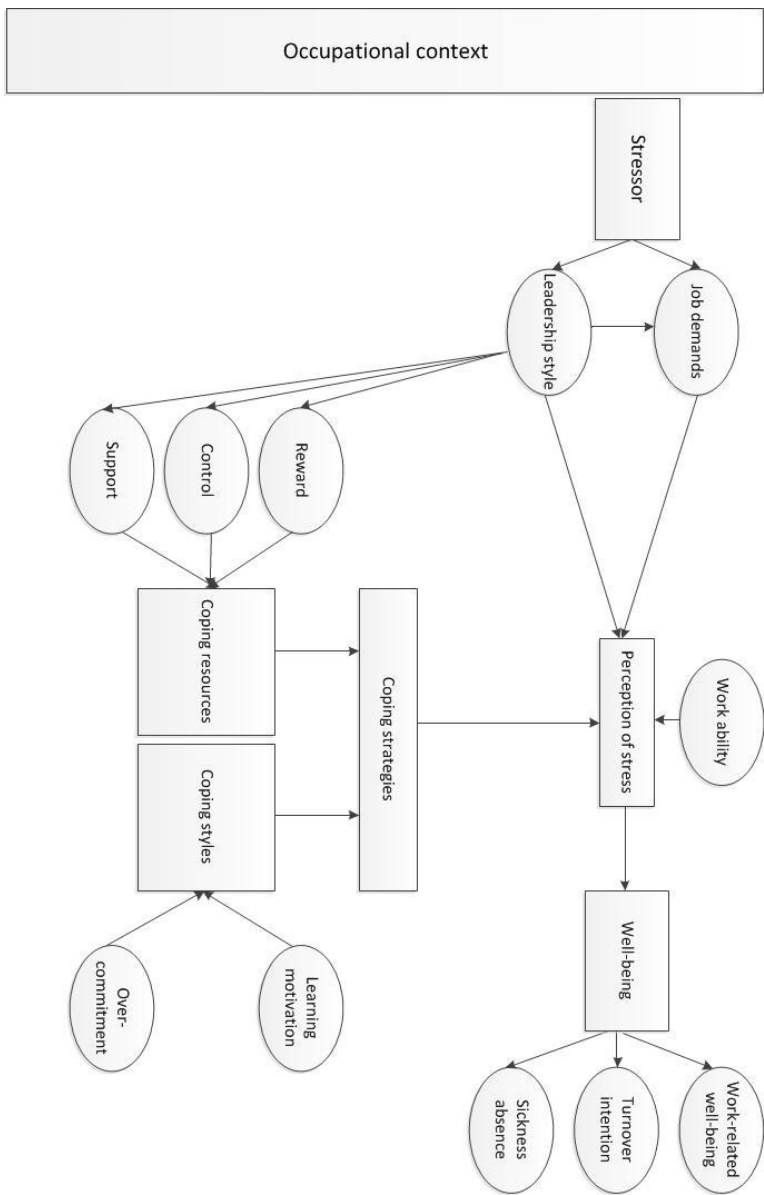 Occupational context
Stressor
Job demands
Leadership style
Reward
Control
Support
Coping resources
Coping styles
Coping strategies
Perception of stress
Work ability
Learning
motivation
Over-
commitment
Well-being
Work-related
well-being
Turnover
intention
Sickness
absence